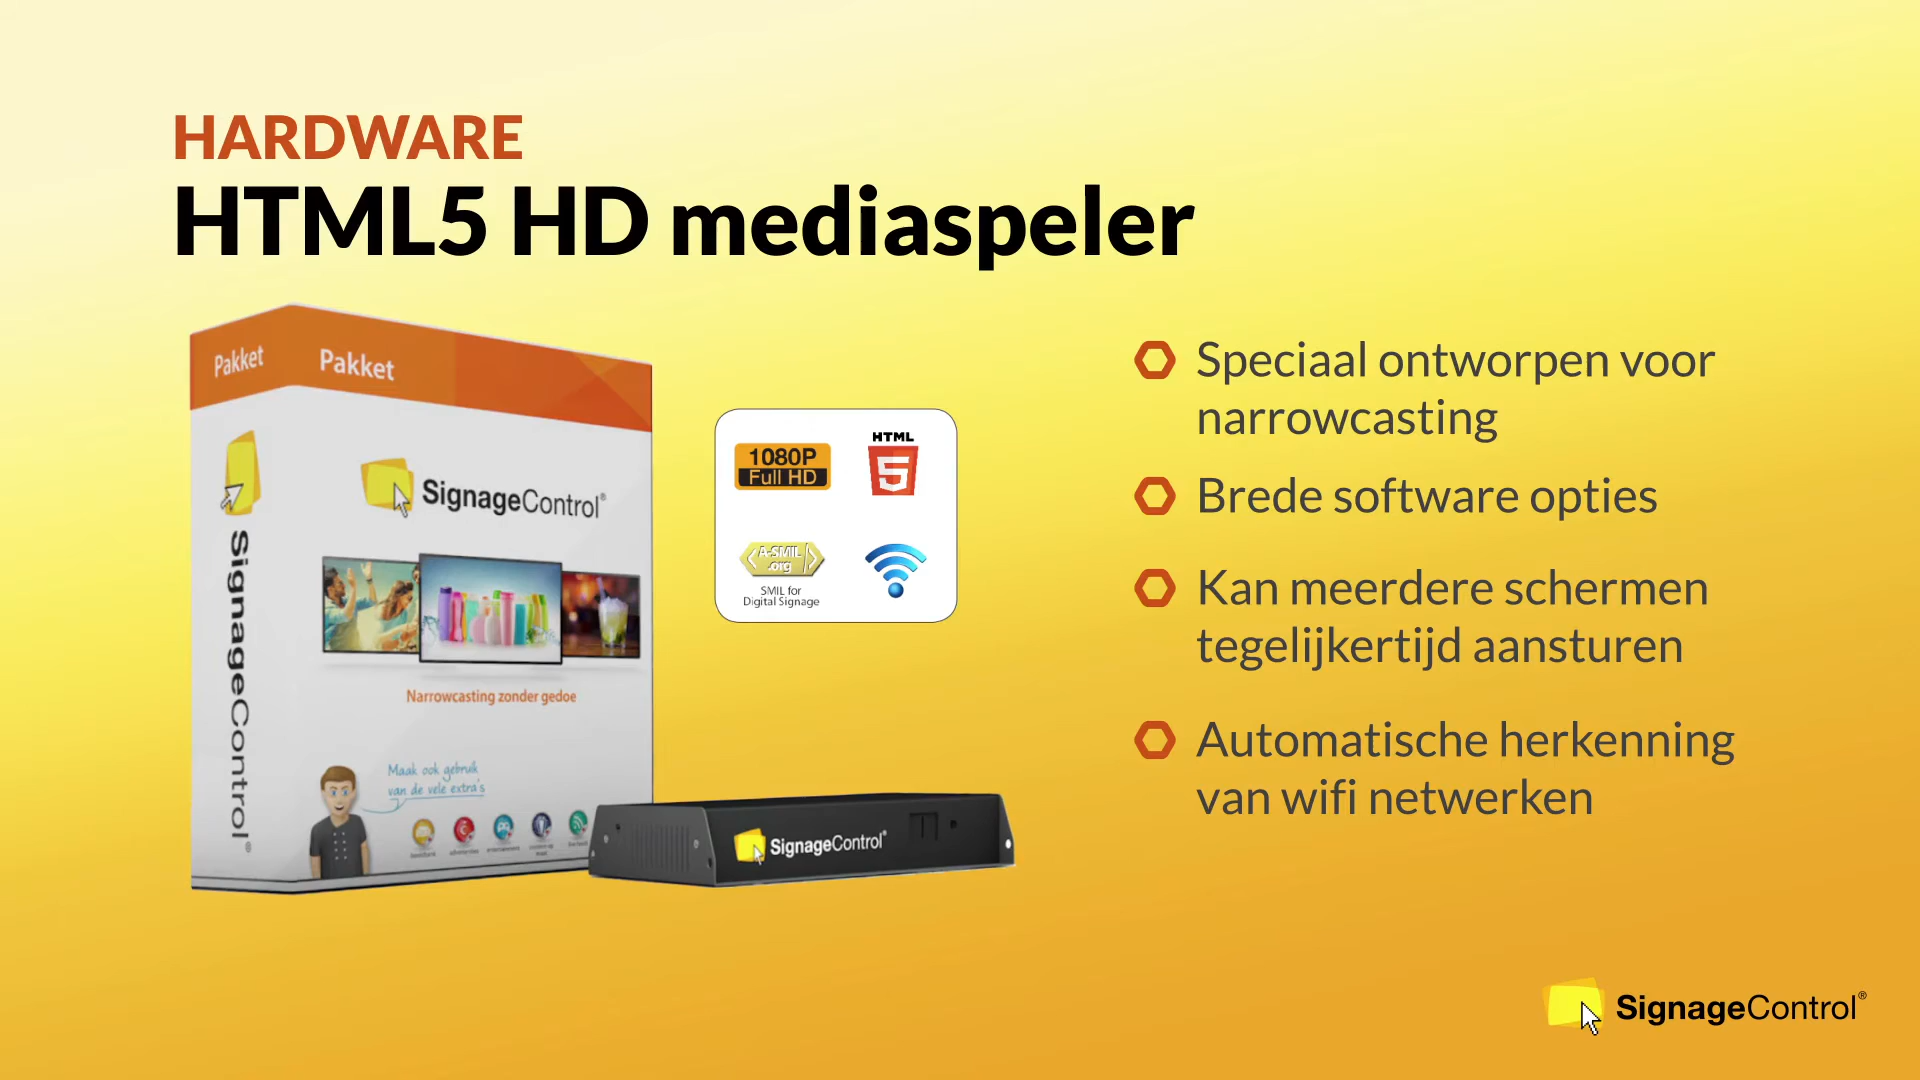 HARDWARE
HTML5 HD mediaspeler
Pakket
Pakket
SignageControl®
SignageControl®
Narrowcasting zonder gedoe
Maak ook gebruik
van de vele extra's
1080P
Full HD
HTML
5
A-SMIL
.org
SMIL for
Digital Signage
SignageControl®
Speciaal ontworpen voor
narrowcasting
Brede software opties
Kan meerdere schermen
tegelijkertijd aansturen
Automatische herkenning
van wifi netwerken
SignageControl®